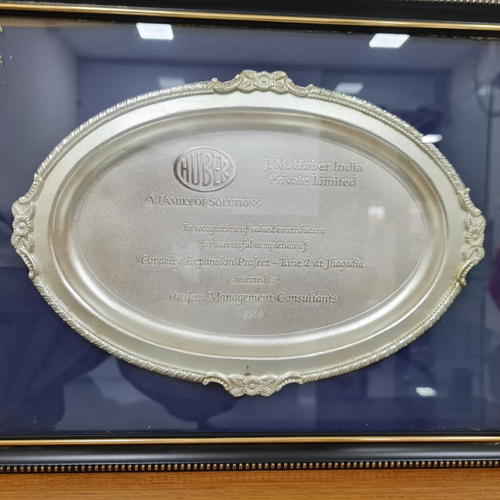 HUBER
J. M. Huber India
Private Limited
A FAMILY OF SOLUTIONS
In recognition of valued contribution
for successful completion of
"Capacity Expansion Project - Line 2 at Jhagadia
presented to
Project Management Consultants